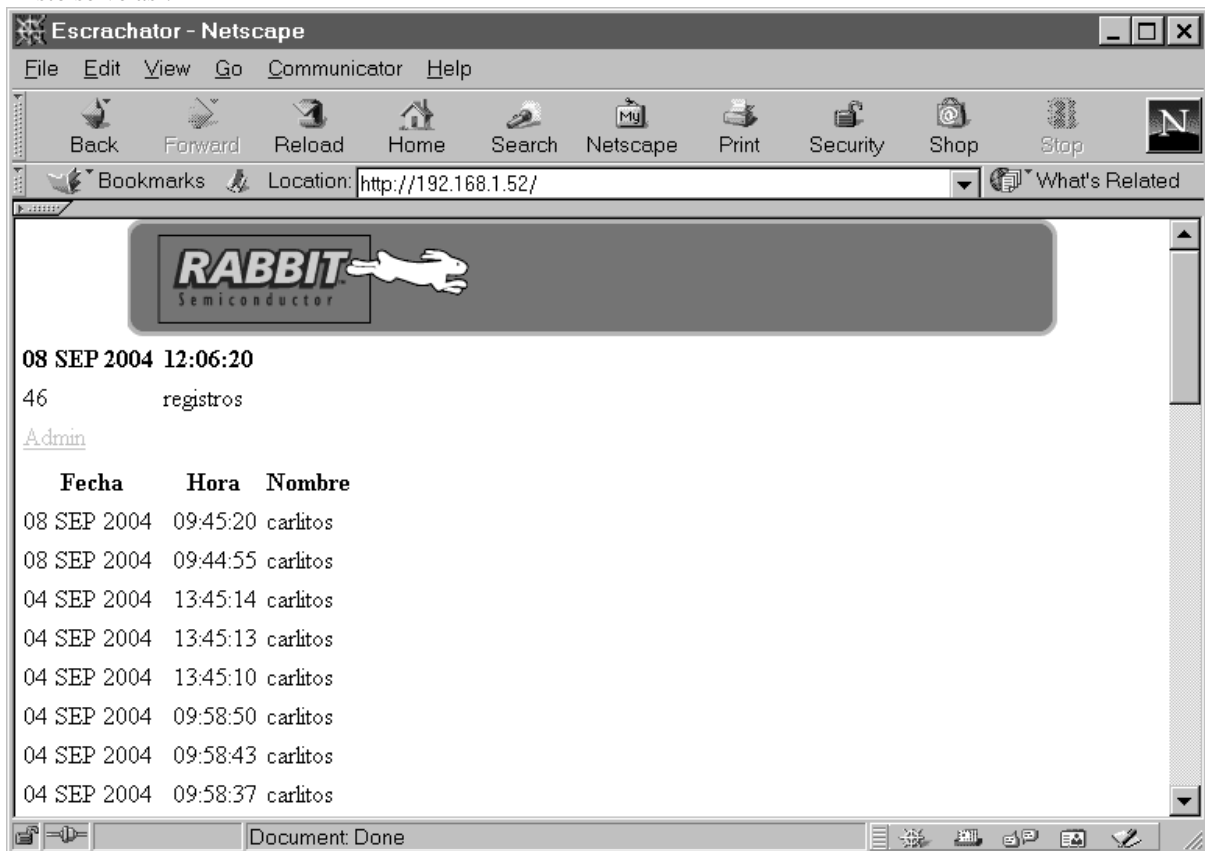 Escrachator - Netscape
File Edit View Go Communicator Help
Back Forward Reload Home Search Netscape Print Security Shop Stop
My
N
Bookmarks Location: http://192.168.1.52/ What's Related
RABBIT
Semiconductor
08 SEP 2004 12:06:20
46 registros
Admin
Fecha Hora Nombre
08 SEP 2004 09:45:20 carlitos
08 SEP 2004 09:44:55 carlitos
04 SEP 2004 13:45:14 carlitos
04 SEP 2004 13:45:13 carlitos
04 SEP 2004 13:45:10 carlitos
04 SEP 2004 09:58:50 carlitos
04 SEP 2004 09:58:43 carlitos
04 SEP 2004 09:58:37 carlitos
Document: Done